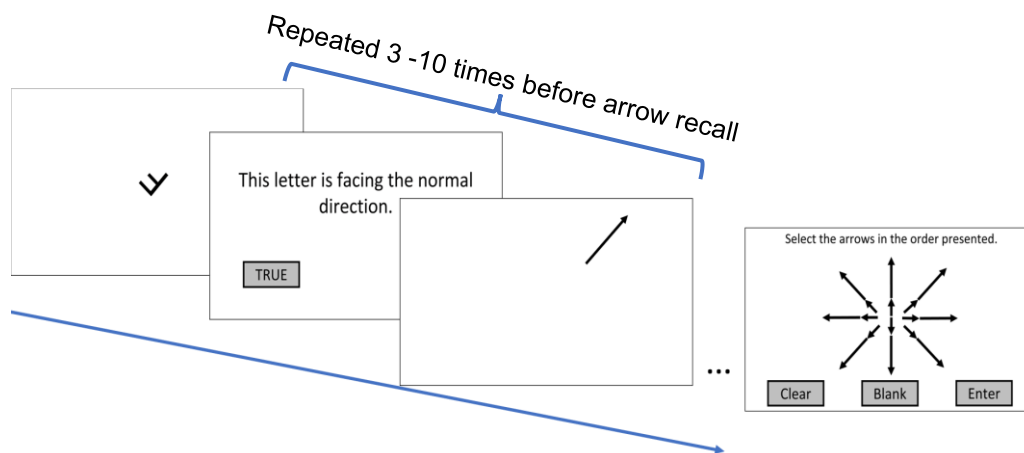 Repeated 3 -10 times before arrow recall
This letter is facing the normal
direction.
TRUE
...
Select the arrows in the order presented.
Clear
Blank
Enter